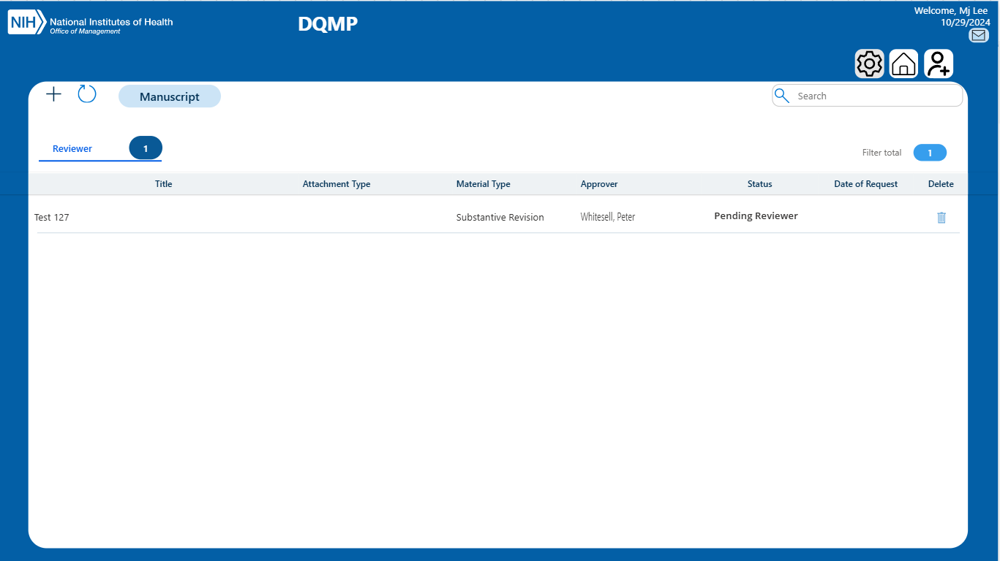 NIH National Institutes of Health
Office of Management
DQMP
Welcome, Mj Lee
10/29/2024
Manuscript
Search
Reviewer 1
Filter total 1
Title Attachment Type Material Type Approver Status Date of Request Delete
Test 127 Substantive Revision Whitesell, Peter Pending Reviewer